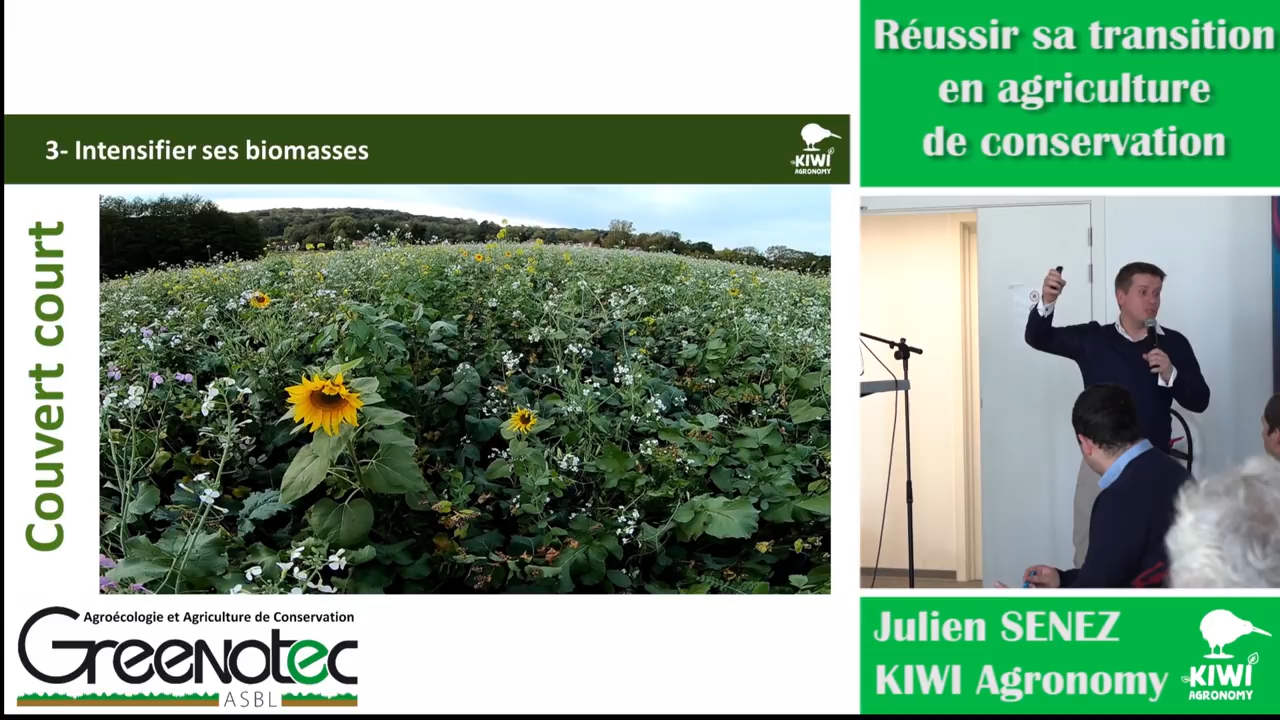 3- Intensifier ses biomasses
KIWI
AGRONOMY
Couvert court
Agroécologie et Agriculture de Conservation
Greenotec
ASBL
Réussir sa transition
en agriculture
de conservation
Julien SENEZ
KIWI Agronomy
KIWI
AGRONOMY